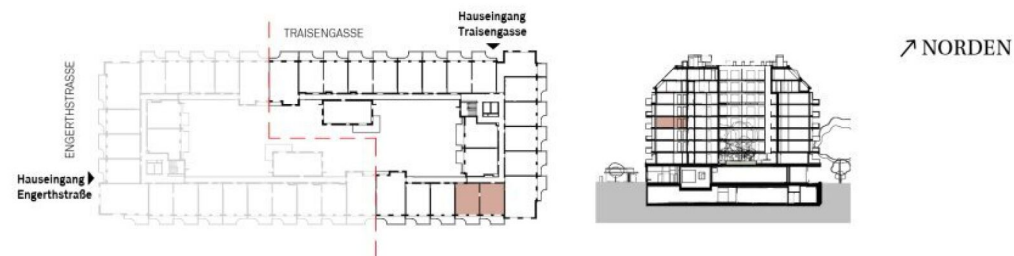 Hauseingang
Traisengasse
TRAISENGASSE
↗ NORDEN
ENGERTHSTRASSE
Hauseingang
Engerthstraße